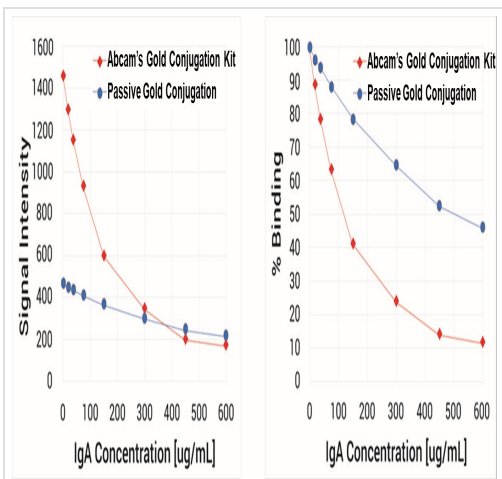 1600
1400
1200
1000
800
600
400
200
0
Signal Intensity
Abcam's Gold Conjugation Kit
Passive Gold Conjugation
0 100 200 300 400 500 600
IgA Concentration [ug/mL]
100
90
80
70
60
50
40
30
20
10
0
% Binding
Abcam's Gold Conjugation Kit
Passive Gold Conjugation
0 100 200 300 400 500 600
IgA Concentration [ug/mL]